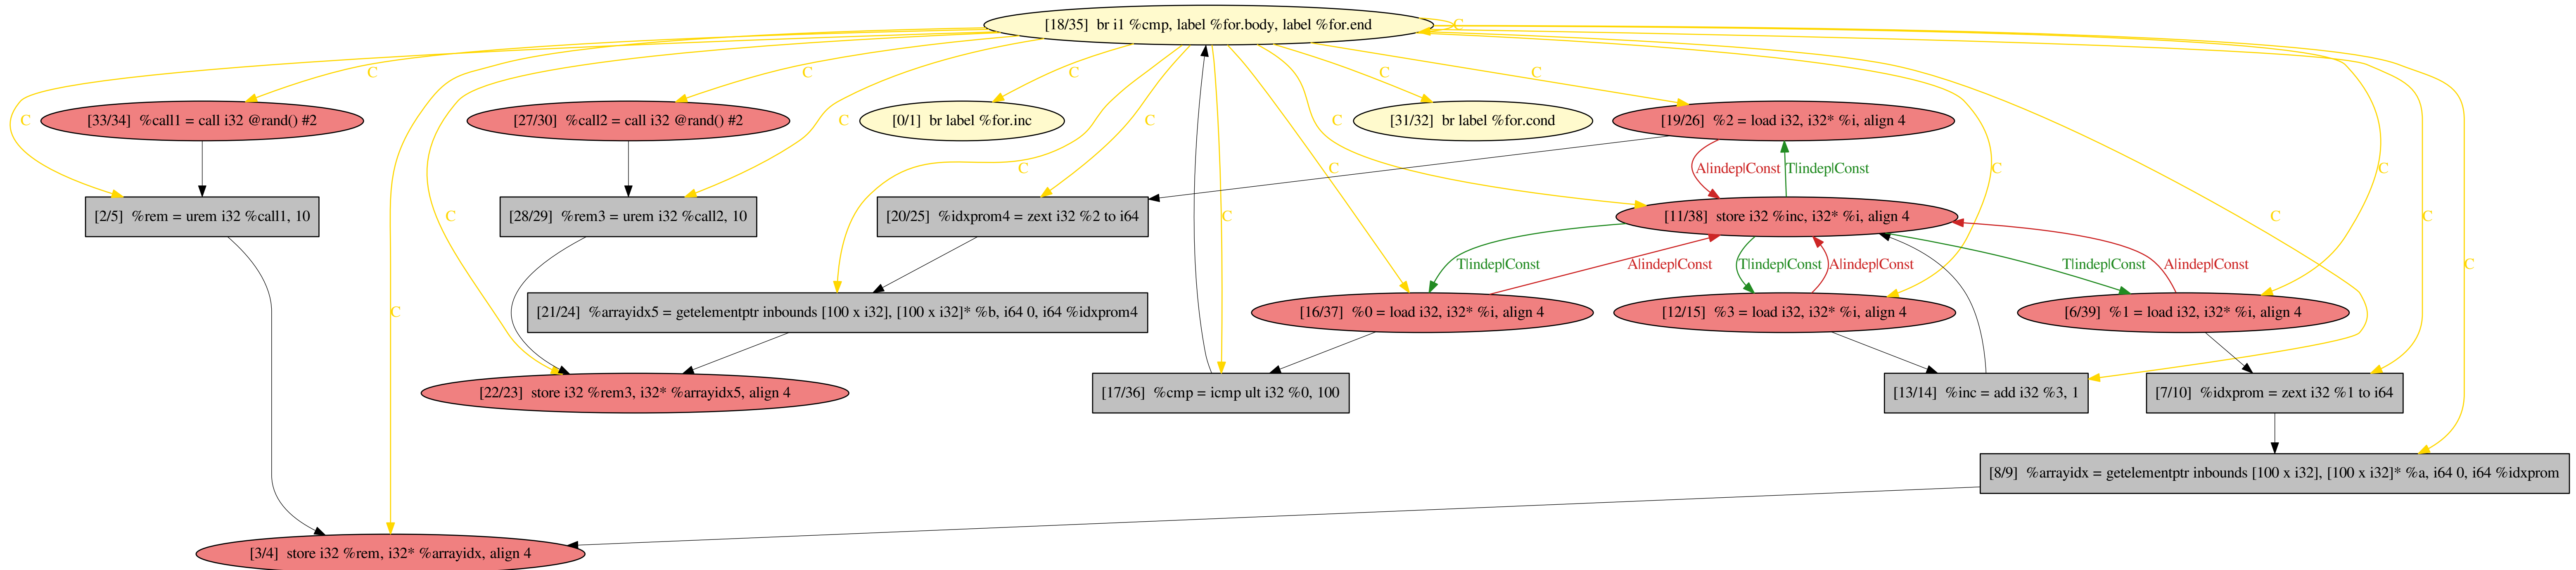 [18/35]  br i1 %cmp, label %for.body, label %for.end
C
C
C
C
C
C
[33/34]  %call1 = call i32 @rand() #2
[27/30]  %call2 = call i32 @rand() #2
[0/1]  br label %for.inc
[31/32]  br label %for.cond
[19/26]  %2 = load i32, i32* %i, align 4
C
C
C
C
C
C
C
C
A|indep|Const
T|indep|Const
[2/5]  %rem = urem i32 %call1, 10
[28/29]  %rem3 = urem i32 %call2, 10
[20/25]  %idxprom4 = zext i32 %2 to i64
[11/38]  store i32 %inc, i32* %i, align 4
C
C
C
C
T|indep|Const
A|indep|Const
T|indep|Const
A|indep|Const
T|indep|Const
A|indep|Const
C
[21/24]  %arrayidx5 = getelementptr inbounds [100 x i32], [100 x i32]* %b, i64 0, i64 %idxprom4
[16/37]  %0 = load i32, i32* %i, align 4
[12/15]  %3 = load i32, i32* %i, align 4
[6/39]  %1 = load i32, i32* %i, align 4
C
[22/23]  store i32 %rem3, i32* %arrayidx5, align 4
[17/36]  %cmp = icmp ult i32 %0, 100
[13/14]  %inc = add i32 %3, 1
[7/10]  %idxprom = zext i32 %1 to i64
[8/9]  %arrayidx = getelementptr inbounds [100 x i32], [100 x i32]* %a, i64 0, i64 %idxprom
[3/4]  store i32 %rem, i32* %arrayidx, align 4